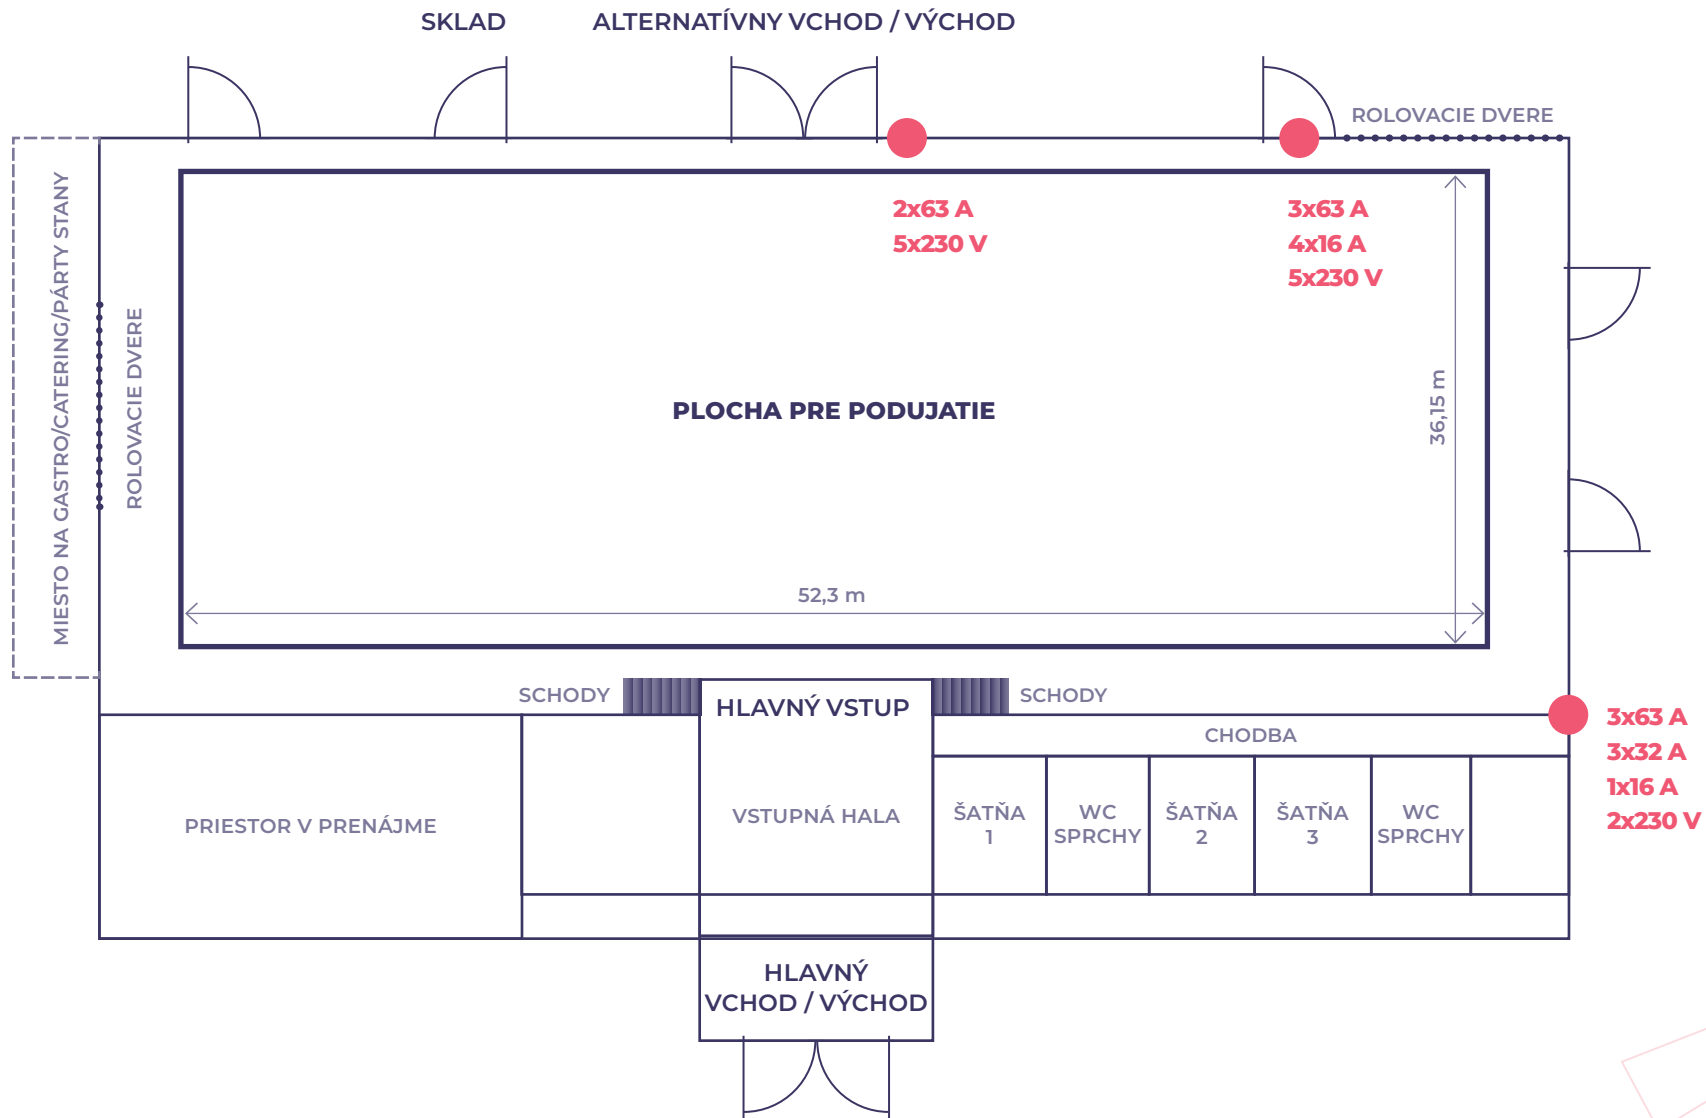 SKLAD
ALTERNATÍVNY VCHOD / VÝCHOD
ROLOVACIE DVERE
MIESTO NA GASTRO/CATERING/PÁRTY STANY
ROLOVACIE DVERE
2x63 A
5x230 V
3x63 A
4x16 A
5x230 V
PLOCHA PRE PODUJATIE
36,15 m
52,3 m
SCHODY
HLAVNÝ VSTUP
SCHODY
CHODBA
3x63 A
3x32 A
1x16 A
2x230 V
PRIESTOR V PRENÁJME
VSTUPNÁ HALA
ŠATŇA
1
WC
SPRCHY
ŠATŇA
2
ŠATŇA
3
WC
SPRCHY
HLAVNÝ
VCHOD / VÝCHOD